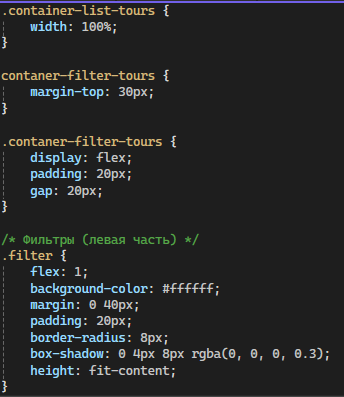 .container-list-tours {
width: 100%;
}
contaner-filter-tours {
margin-top: 30px;
}
.contaner-filter-tours {
display: flex;
padding: 20px;
gap: 20px;
}
/* Фильтры (левая часть) */
.filter {
flex: 1;
background-color: #ffffff;
margin: 0 40px;
padding: 20px;
border-radius: 8px;
box-shadow: 0 4px 8px rgba(0, 0, 0, 0.3);
height: fit-content;
}